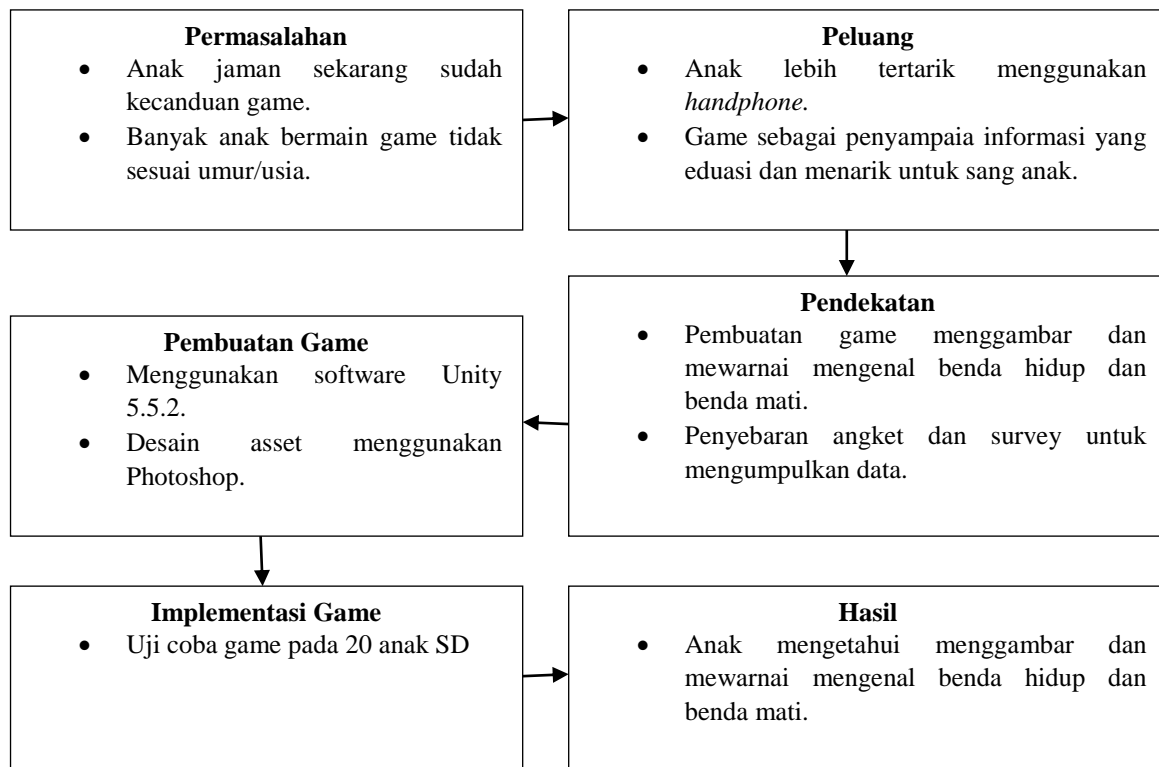 Permasalahan
• Anak jaman sekarang sudah
kecanduan game.
• Banyak anak bermain game tidak
sesuai umur/usia.
Peluang
• Anak lebih tertarik menggunakan
handphone.
• Game sebagai penyampaia informasi yang
eduasi dan menarik untuk sang anak.
Pendekatan
• Pembuatan game menggambar dan
mewarnai mengenal benda hidup dan
benda mati.
• Penyebaran angket dan survey untuk
mengumpulkan data.
Pembuatan Game
• Menggunakan software Unity
5.5.2.
• Desain asset menggunakan
Photoshop.
Implementasi Game
• Uji coba game pada 20 anak SD
Hasil
• Anak mengetahui menggambar dan
mewarnai mengenal benda hidup dan
benda mati.